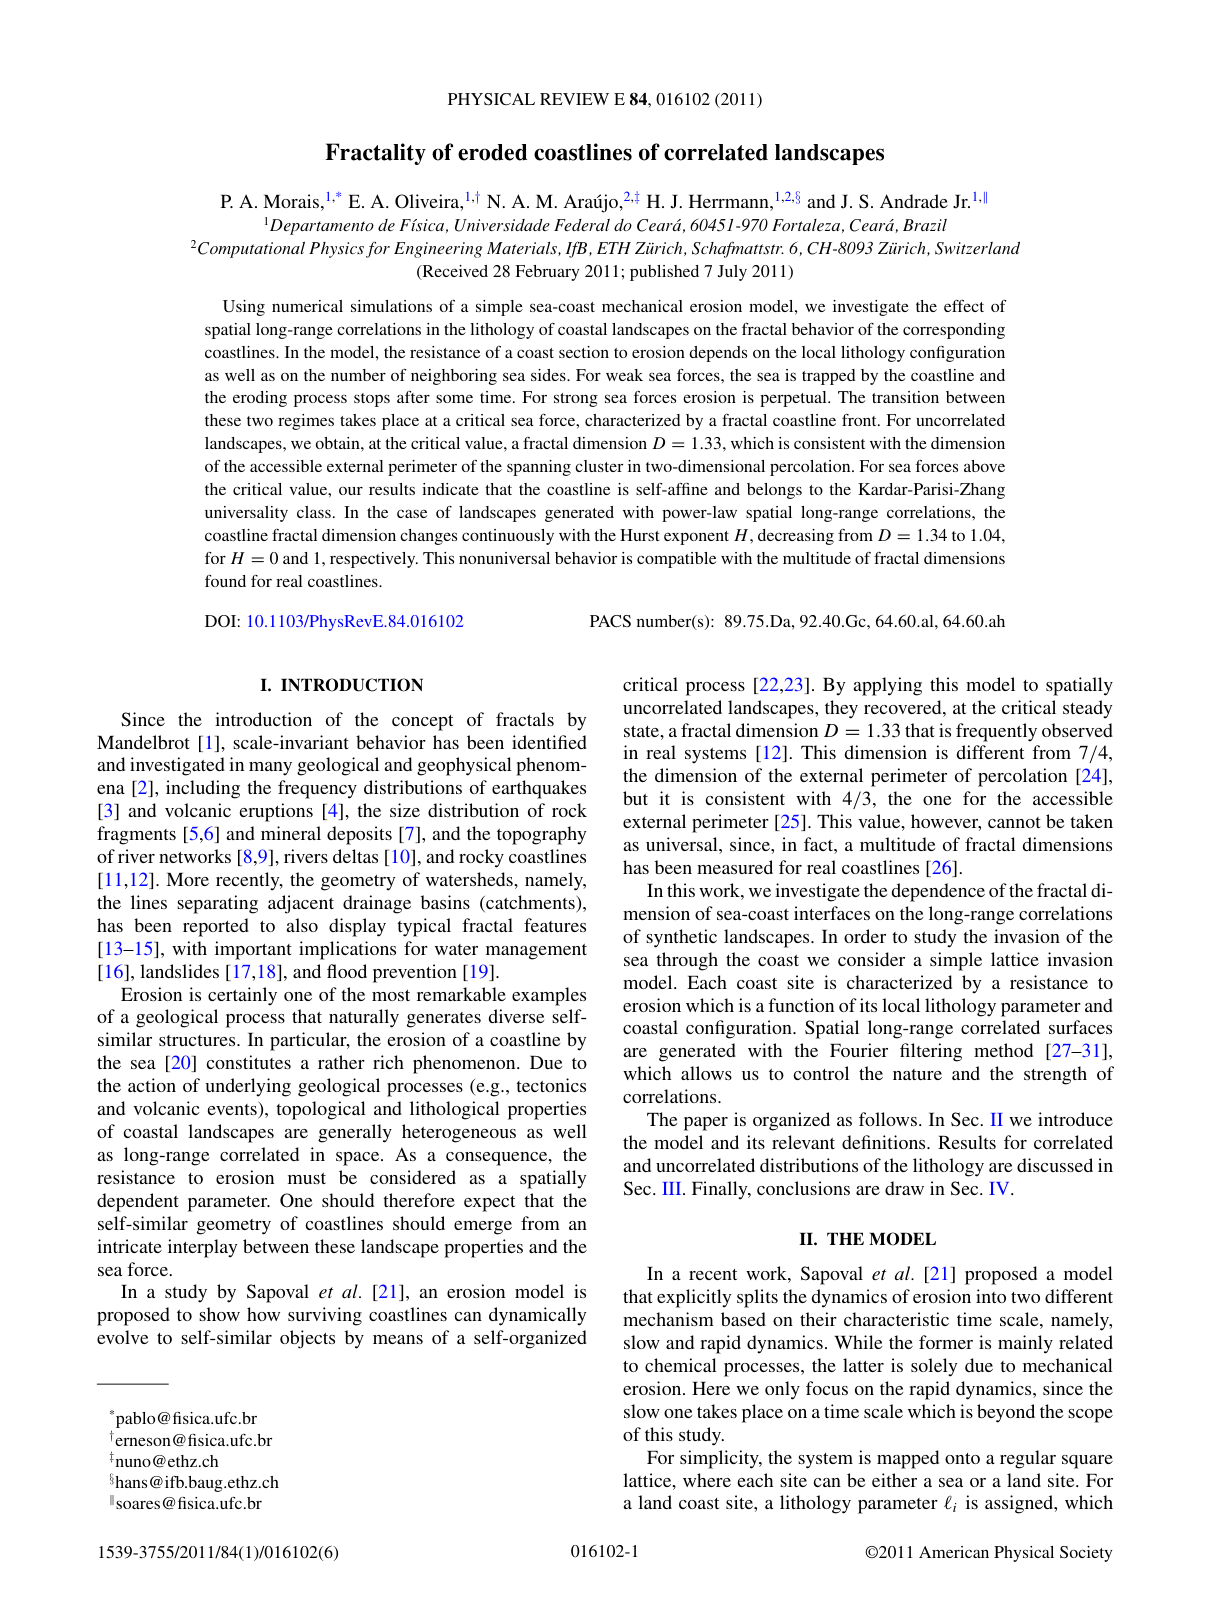 PHYSICAL REVIEW E 84, 016102 (2011)
Fractality of eroded coastlines of correlated landscapes
P. A. Morais,1,* E. A. Oliveira,1,† N. A. M. Araújo,2,‡ H. J. Herrmann,1,2,§ and J. S. Andrade Jr.1,‖
1Departamento de Física, Universidade Federal do Ceará, 60451-970 Fortaleza, Ceará, Brazil
2Computational Physics for Engineering Materials, IfB, ETH Zürich, Schafmattstr. 6, CH-8093 Zürich, Switzerland
(Received 28 February 2011; published 7 July 2011)
Using numerical simulations of a simple sea-coast mechanical erosion model, we investigate the effect of
spatial long-range correlations in the lithology of coastal landscapes on the fractal behavior of the corresponding
coastlines. In the model, the resistance of a coast section to erosion depends on the local lithology configuration
as well as on the number of neighboring sea sides. For weak sea forces, the sea is trapped by the coastline and
the eroding process stops after some time. For strong sea forces erosion is perpetual. The transition between
these two regimes takes place at a critical sea force, characterized by a fractal coastline front. For uncorrelated
landscapes, we obtain, at the critical value, a fractal dimension D = 1.33, which is consistent with the dimension
of the accessible external perimeter of the spanning cluster in two-dimensional percolation. For sea forces above
the critical value, our results indicate that the coastline is self-affine and belongs to the Kardar-Parisi-Zhang
universality class. In the case of landscapes generated with power-law spatial long-range correlations, the
coastline fractal dimension changes continuously with the Hurst exponent H, decreasing from D = 1.34 to 1.04,
for H = 0 and 1, respectively. This nonuniversal behavior is compatible with the multitude of fractal dimensions
found for real coastlines.
DOI: 10.1103/PhysRevE.84.016102 PACS number(s): 89.75.Da, 92.40.Gc, 64.60.al, 64.60.ah
I. INTRODUCTION
Since the introduction of the concept of fractals by
Mandelbrot [1], scale-invariant behavior has been identified
and investigated in many geological and geophysical phenom-
ena [2], including the frequency distributions of earthquakes
[3] and volcanic eruptions [4], the size distribution of rock
fragments [5,6] and mineral deposits [7], and the topography
of river networks [8,9], rivers deltas [10], and rocky coastlines
[11,12]. More recently, the geometry of watersheds, namely,
the lines separating adjacent drainage basins (catchments),
has been reported to also display typical fractal features
[13–15], with important implications for water management
[16], landslides [17,18], and flood prevention [19].
Erosion is certainly one of the most remarkable examples
of a geological process that naturally generates diverse self-
similar structures. In particular, the erosion of a coastline by
the sea [20] constitutes a rather rich phenomenon. Due to
the action of underlying geological processes (e.g., tectonics
and volcanic events), topological and lithological properties
of coastal landscapes are generally heterogeneous as well
as long-range correlated in space. As a consequence, the
resistance to erosion must be considered as a spatially
dependent parameter. One should therefore expect that the
self-similar geometry of coastlines should emerge from an
intricate interplay between these landscape properties and the
sea force.
In a study by Sapoval et al. [21], an erosion model is
proposed to show how surviving coastlines can dynamically
evolve to self-similar objects by means of a self-organized
*pablo@fisica.ufc.br
†erneson@fisica.ufc.br
‡nuno@ethz.ch
§hans@ifb.baug.ethz.ch
‖soares@fisica.ufc.br
critical process [22,23]. By applying this model to spatially
uncorrelated landscapes, they recovered, at the critical steady
state, a fractal dimension D = 1.33 that is frequently observed
in real systems [12]. This dimension is different from 7/4,
the dimension of the external perimeter of percolation [24],
but it is consistent with 4/3, the one for the accessible
external perimeter [25]. This value, however, cannot be taken
as universal, since, in fact, a multitude of fractal dimensions
has been measured for real coastlines [26].
In this work, we investigate the dependence of the fractal di-
mension of sea-coast interfaces on the long-range correlations
of synthetic landscapes. In order to study the invasion of the
sea through the coast we consider a simple lattice invasion
model. Each coast site is characterized by a resistance to
erosion which is a function of its local lithology parameter and
coastal configuration. Spatial long-range correlated surfaces
are generated with the Fourier filtering method [27–31],
which allows us to control the nature and the strength of
correlations.
The paper is organized as follows. In Sec. II we introduce
the model and its relevant definitions. Results for correlated
and uncorrelated distributions of the lithology are discussed in
Sec. III. Finally, conclusions are draw in Sec. IV.
II. THE MODEL
In a recent work, Sapoval et al. [21] proposed a model
that explicitly splits the dynamics of erosion into two different
mechanism based on their characteristic time scale, namely,
slow and rapid dynamics. While the former is mainly related
to chemical processes, the latter is solely due to mechanical
erosion. Here we only focus on the rapid dynamics, since the
slow one takes place on a time scale which is beyond the scope
of this study.
For simplicity, the system is mapped onto a regular square
lattice, where each site can be either a sea or a land site. For
a land coast site, a lithology parameter ℓi is assigned, which
1539-3755/2011/84(1)/016102(6) 016102-1 ©2011 American Physical Society